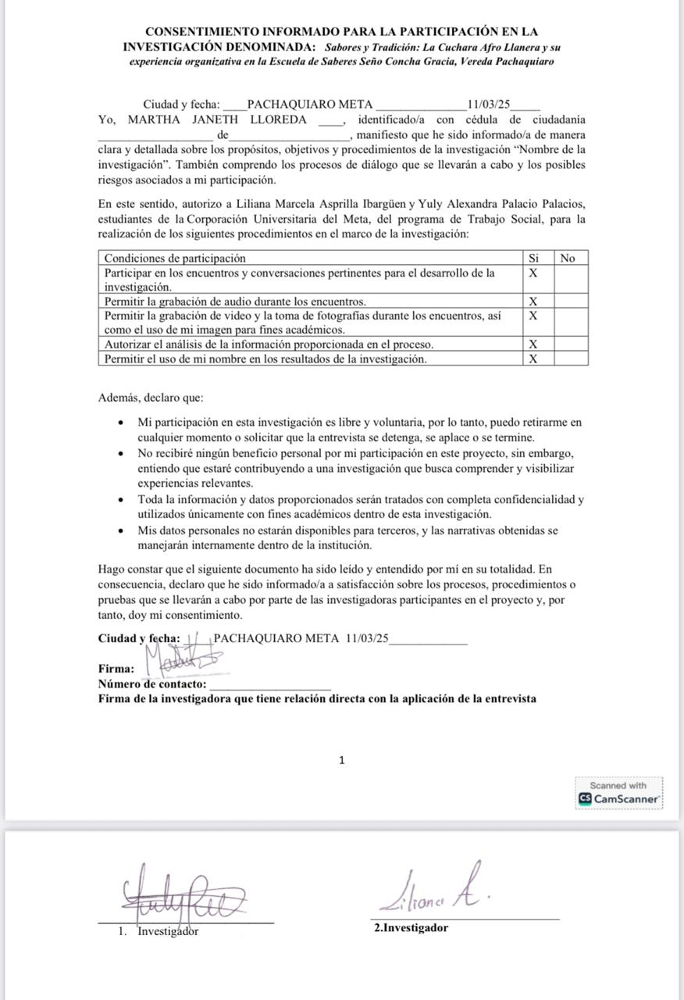 CONSENTIMIENTO INFORMADO PARA LA PARTICIPACIÓN EN LA
INVESTIGACIÓN DENOMINADA: Sabores y Tradición: La Cuchara Afro Llanera y su
experiencia organizativa en la Escuela de Saberes Seño Concha Gracia, Vereda Pachaquiaro
Ciudad y fecha: ____PACHAQUIARO META ________________11/03/25_____
Yo, MARTHA JANETH LLOREDA ____, identificado/a con cédula de ciudadanía
___________________ de____________________, manifiesto que he sido informado/a de manera
clara y detallada sobre los propósitos, objetivos y procedimientos de la investigación “Nombre de la
investigación”. También comprendo los procesos de diálogo que se llevarán a cabo y los posibles
riesgos asociados a mi participación.
En este sentido, autorizo a Liliana Marcela Asprilla Ibargüen y Yuly Alexandra Palacio Palacios,
estudiantes de la Corporación Universitaria del Meta, del programa de Trabajo Social, para la
realización de los siguientes procedimientos en el marco de la investigación:
Condiciones de participación Si No
Participar en los encuentros y conversaciones pertinentes para el desarrollo de la X
investigación.
Permitir la grabación de audio durante los encuentros. X
Permitir la grabación de video y la toma de fotografías durante los encuentros, así X
como el uso de mi imagen para fines académicos.
Autorizar el análisis de la información proporcionada en el proceso. X
Permitir el uso de mi nombre en los resultados de la investigación. X
Además, declaro que:
• Mi participación en esta investigación es libre y voluntaria, por lo tanto, puedo retirarme en
cualquier momento o solicitar que la entrevista se detenga, se aplace o se termine.
• No recibiré ningún beneficio personal por mi participación en este proyecto, sin embargo,
entiendo que estaré contribuyendo a una investigación que busca comprender y visibilizar
experiencias relevantes.
• Toda la información y datos proporcionados serán tratados con completa confidencialidad y
utilizados únicamente con fines académicos dentro de esta investigación.
• Mis datos personales no estarán disponibles para terceros, y las narrativas obtenidas se
manejarán internamente dentro de la institución.
Hago constar que el siguiente documento ha sido leído y entendido por mí en su totalidad. En
consecuencia, declaro que he sido informado/a a satisfacción sobre los procesos, procedimientos o
pruebas que se llevarán a cabo por parte de las investigadoras participantes en el proyecto y, por
tanto, doy mi consentimiento.
Ciudad y fecha: ____PACHAQUIARO META 11/03/25_____________
Firma:
Número de contacto: ____________________
Firma de la investigadora que tiene relación directa con la aplicación de la entrevista
1
Scanned with
CS CamScanner
Liliana A.
1. Investigador
2.Investigador